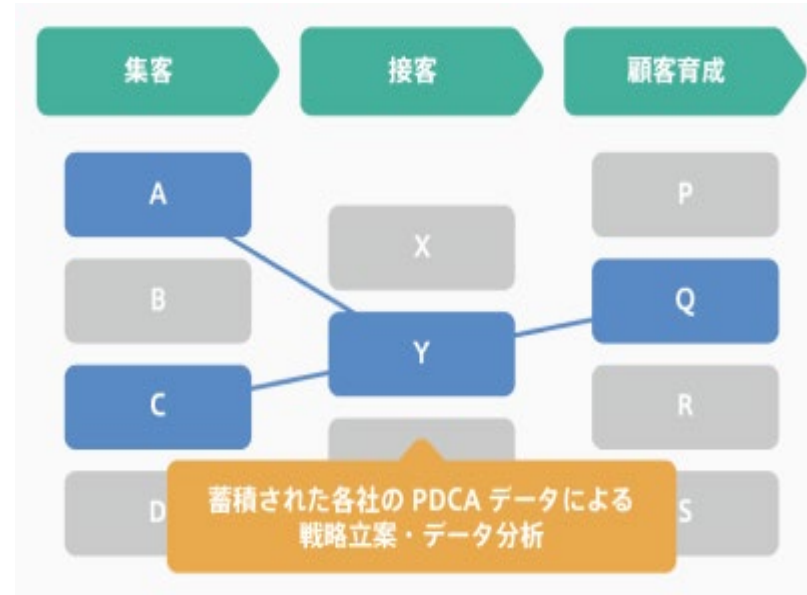 集客
接客
顧客育成
A
B
C
D
X
Y
P
Q
R
S
蓄積された各社の PDCA データによる
戦略立案・データ分析